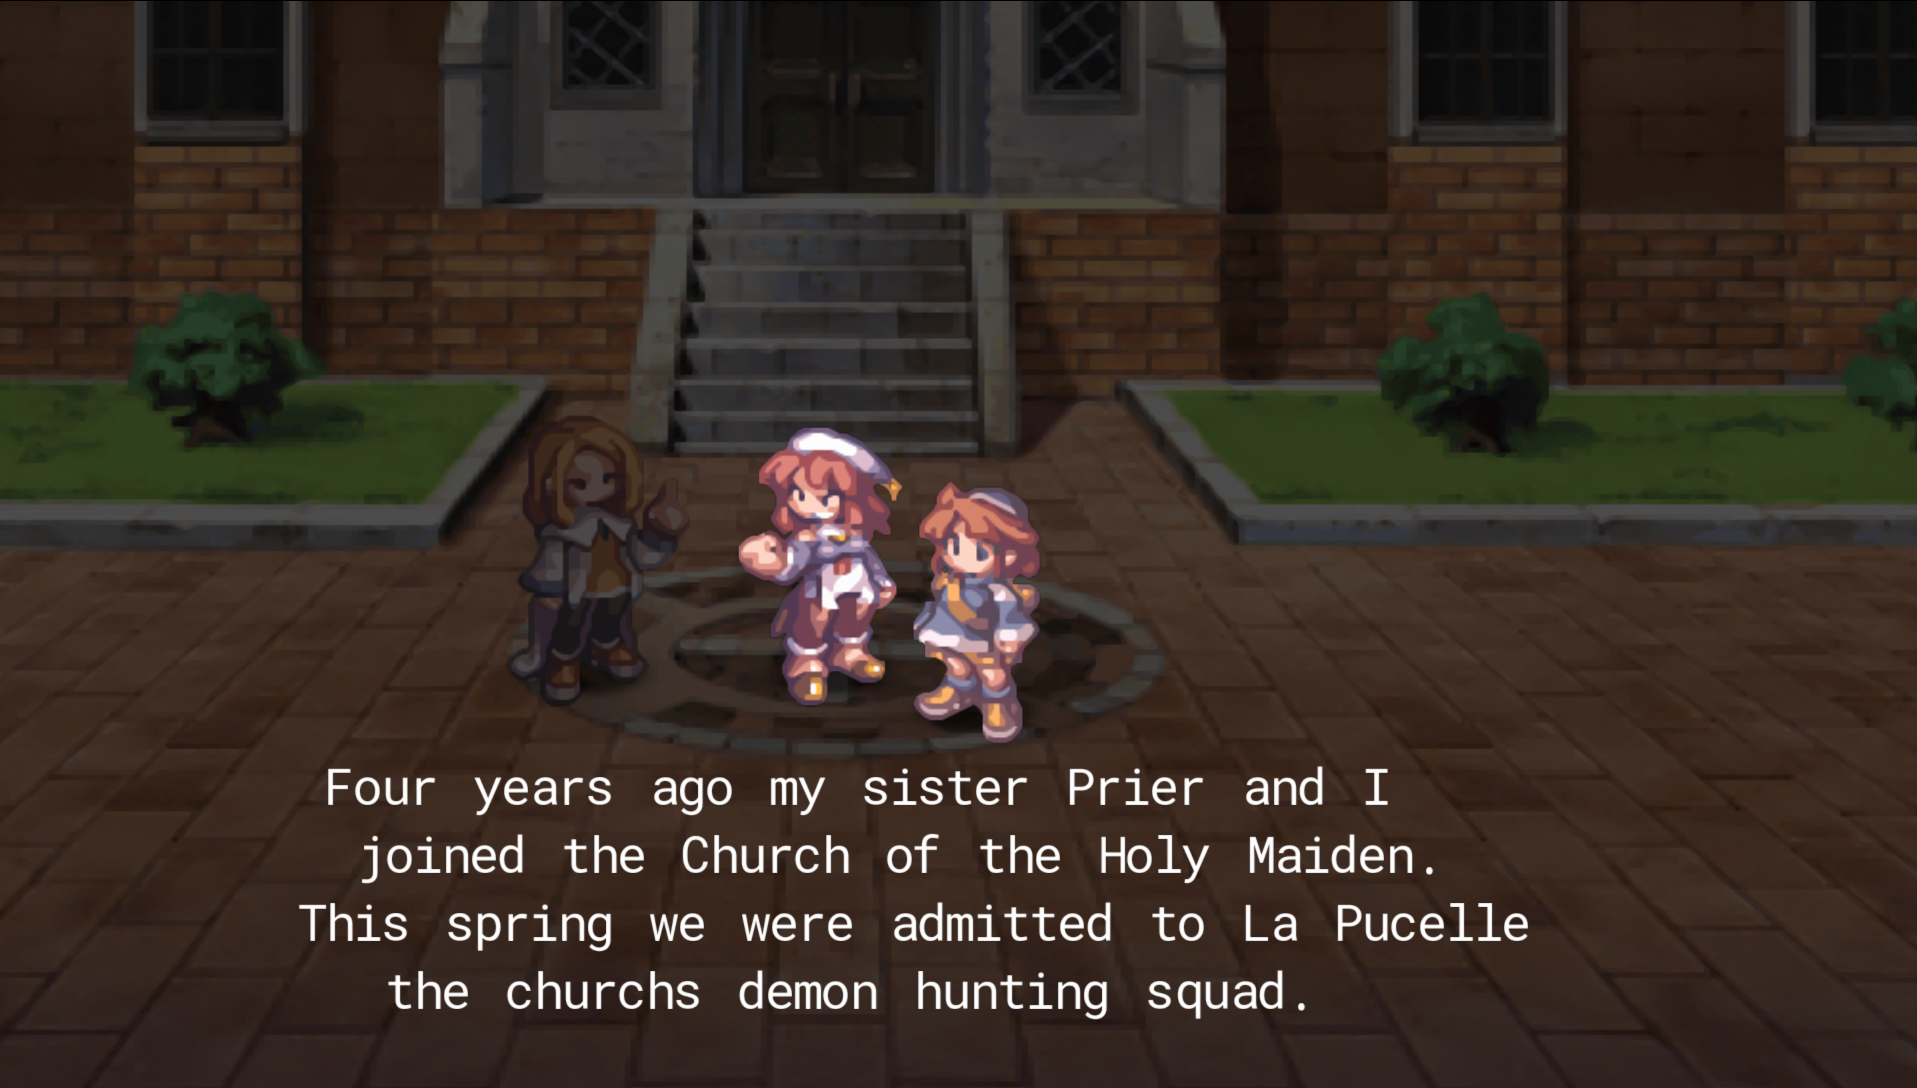 Four years ago my sister Prier and I
joined the Church of the Holy Maiden.
This spring we were admitted to La Pucelle
the churchs demon hunting squad.